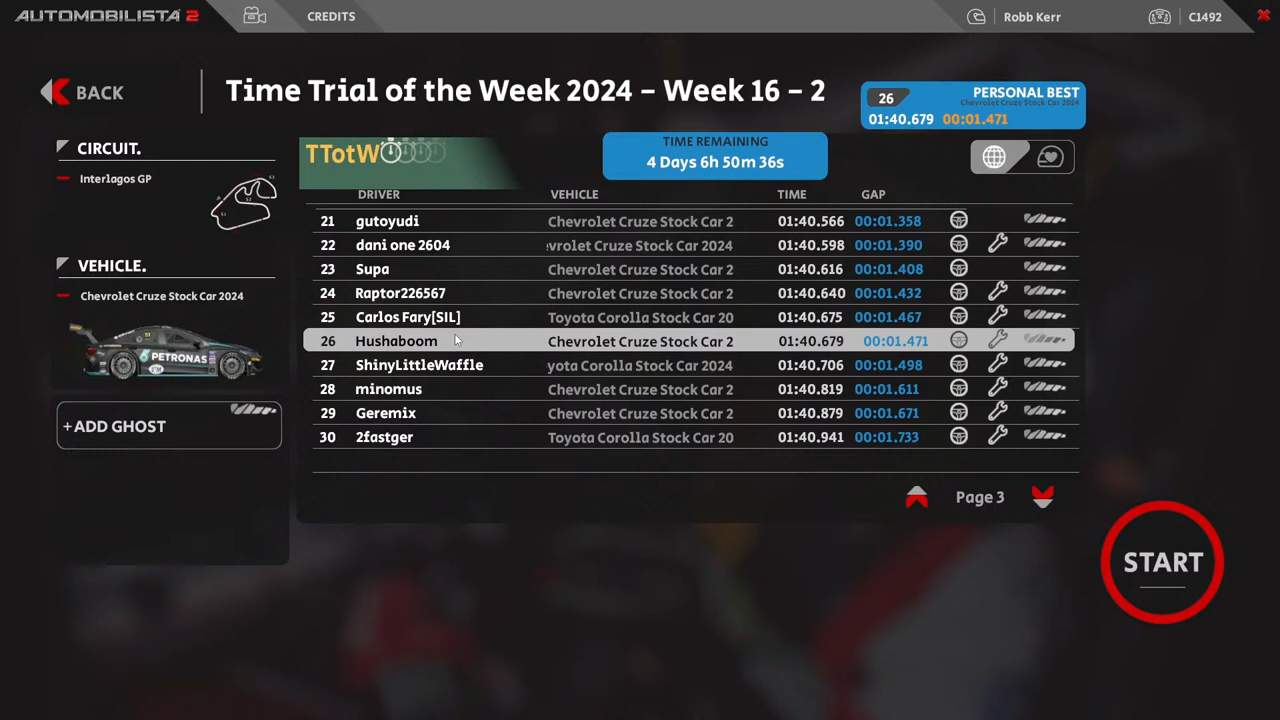 AUTOMOBILISTA 2
CREDITS
Robb Kerr
C1492
BACK
Time Trial of the Week 2024 – Week 16 – 2
26
PERSONAL BEST
Chevrolet Cruze Stock Car 2024
01:40.679 00:01.471
CIRCUIT.
Interlagos GP
VEHICLE.
Chevrolet Cruze Stock Car 2024
PETRONAS
+ADD GHOST
TTotW
TIME REMAINING
4 Days 6h 50m 36s
DRIVER VEHICLE TIME GAP
21 gutoyudi Chevrolet Cruze Stock Car 2 01:40.566 00:01.358
22 dani one 2604 evrolet Cruze Stock Car 2024 01:40.598 00:01.390
23 Supa Chevrolet Cruze Stock Car 2 01:40.616 00:01.408
24 Raptor226567 Chevrolet Cruze Stock Car 2 01:40.640 00:01.432
25 Carlos Fary[SIL] Toyota Corolla Stock Car 20 01:40.675 00:01.467
26 Hushaboom Chevrolet Cruze Stock Car 2 01:40.679 00:01.471
27 ShinyLittleWaffle yota Corolla Stock Car 2024 01:40.706 00:01.498
28 minomus Chevrolet Cruze Stock Car 2 01:40.819 00:01.611
29 Geremix Chevrolet Cruze Stock Car 2 01:40.879 00:01.671
30 2fastger Toyota Corolla Stock Car 20 01:40.941 00:01.733
Page 3
START